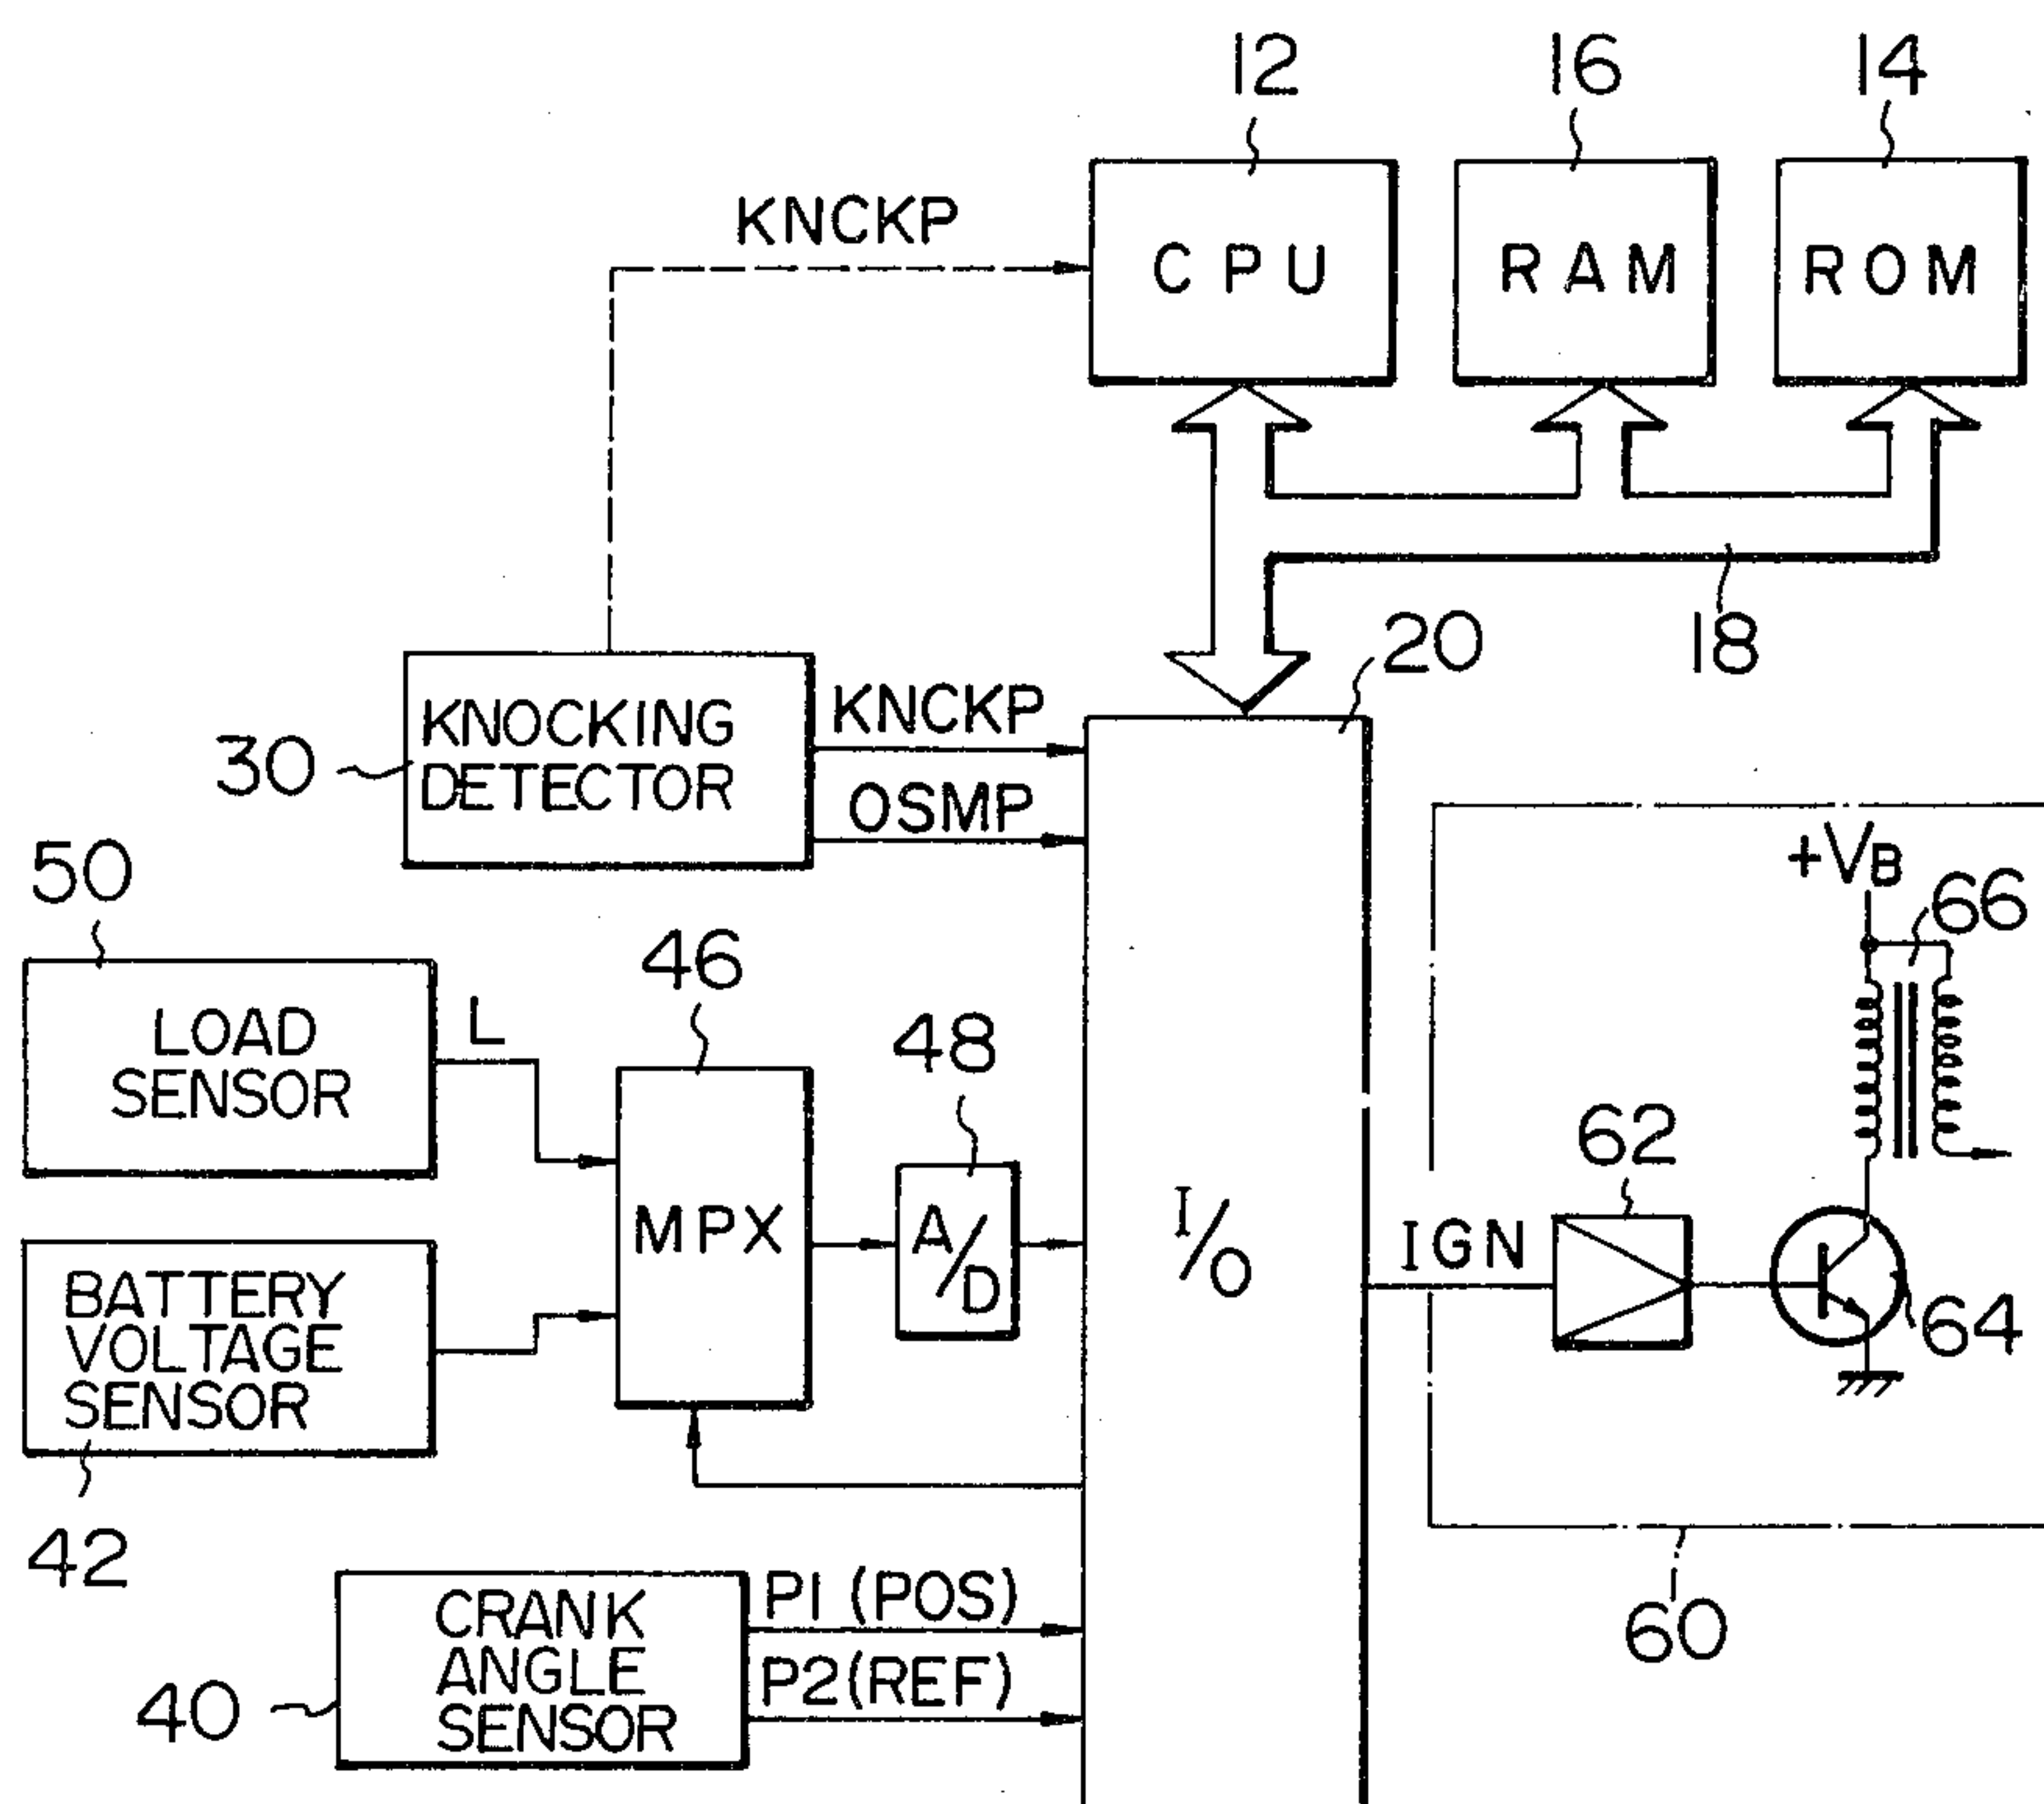 12
16
14
KNCKP
CPU
RAM
ROM
20
18
KNCKP
30
KNOCKING
DETECTOR
OSMP
50
+VB
66
46
L
48
LOAD
SENSOR
62
MPX
A/D
I/O
IGN
64
BATTERY
VOLTAGE
SENSOR
42
P1 (POS)
60
CRANK
ANGLE
SENSOR
P2 (REF)
40